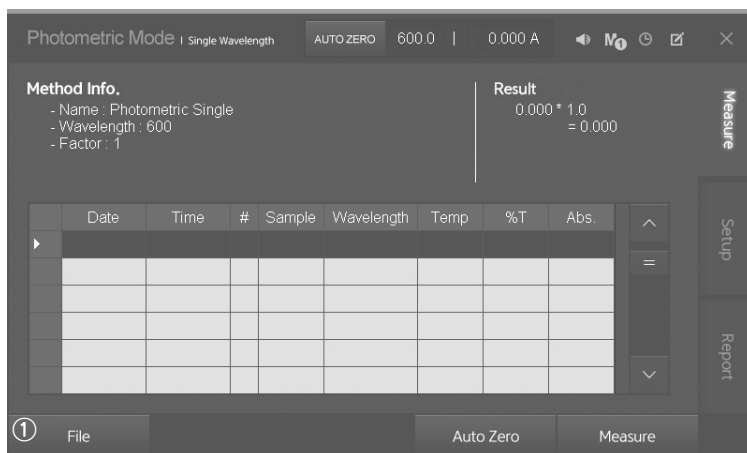 Photometric Mode | Single Wavelength AUTO ZERO 600.0 | 0.000 A M1
Method Info.
- Name : Photometric Single
- Wavelength : 600
- Factor : 1
Result
0.000 * 1.0
= 0.000
Measure
Setup
Report
Date Time # Sample Wavelength Temp %T Abs.
① File Auto Zero Measure